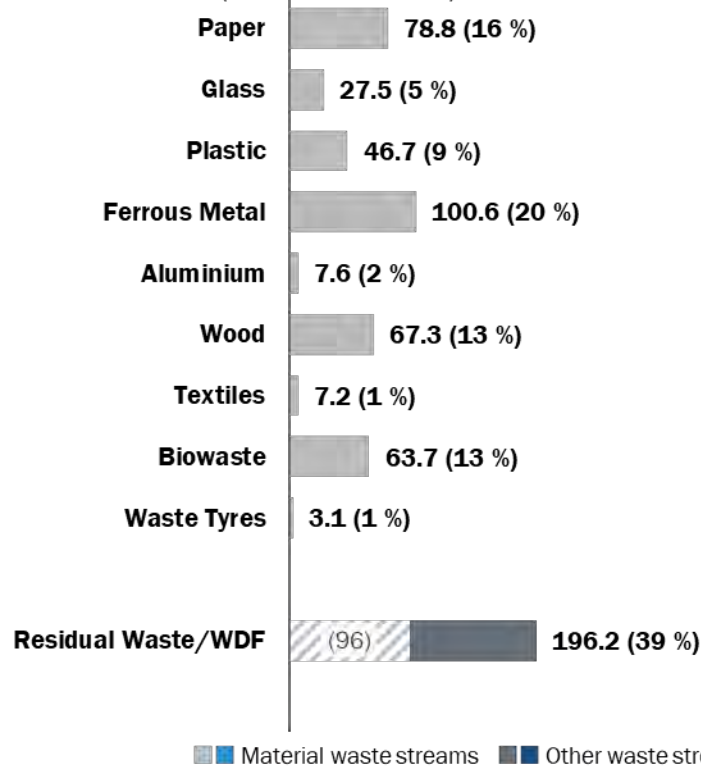 Paper 78.8 (16 %)
Glass 27.5 (5 %)
Plastic 46.7 (9 %)
Ferrous Metal 100.6 (20 %)
Aluminium 7.6 (2 %)
Wood 67.3 (13 %)
Textiles 7.2 (1 %)
Biowaste 63.7 (13 %)
Waste Tyres 3.1 (1 %)
Residual Waste/WDF (96) 196.2 (39 %)
Material waste streams Other waste